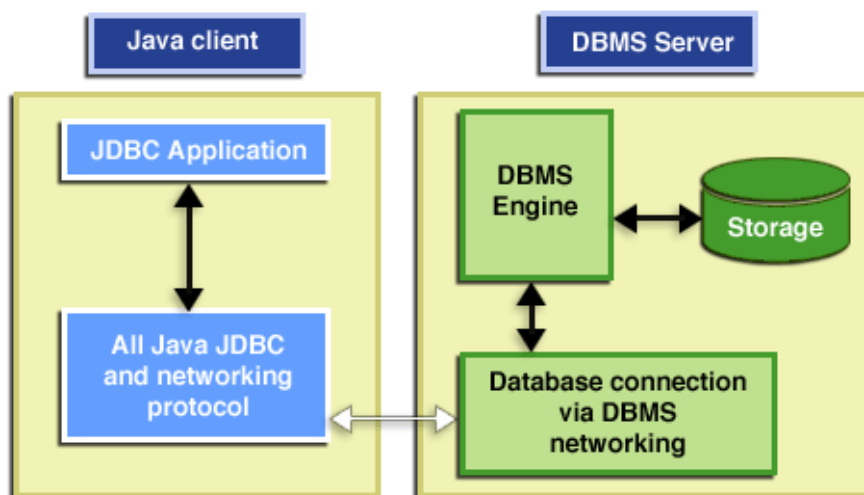 Java client
DBMS Server
JDBC Application
All Java JDBC
and networking
protocol
DBMS
Engine
Storage
Database connection
via DBMS
networking